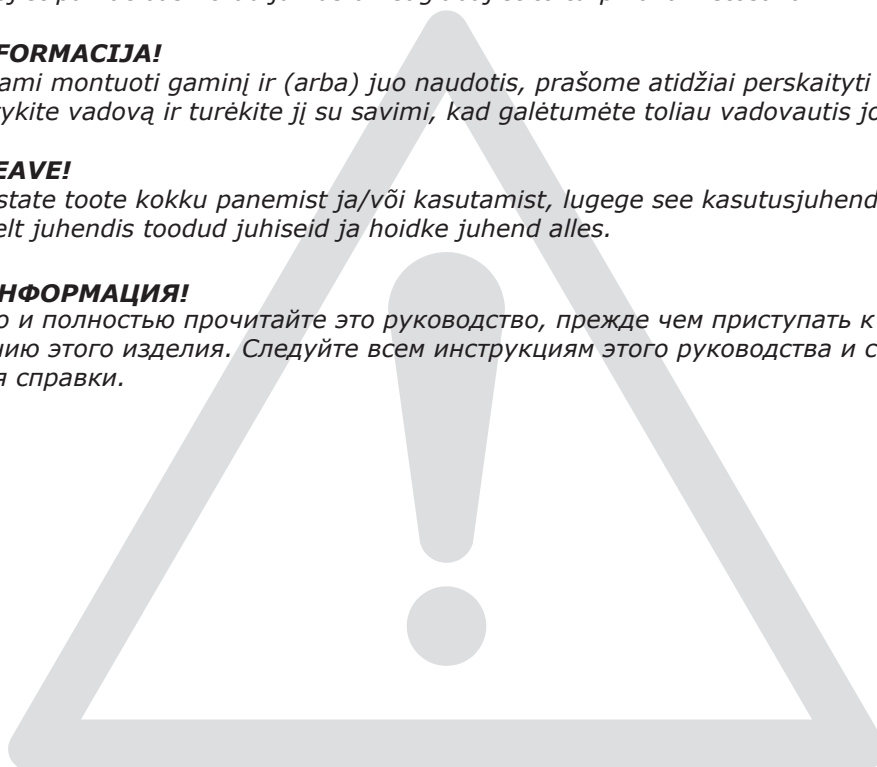 FORMACIJA!
ami montuoti gaminį ir (arba) juo naudotis, prašome atidžiai perskaityti
ykite vadovą ir turėkite jį su savimi, kad galėtumėte toliau vadovautis jo
EAVE!
state toote kokku panemist ja/või kasutamist, lugege see kasutusjuhend
elt juhendis toodud juhiseid ja hoidke juhend alles.
НФОРМАЦИЯ!
о и полностью прочитайте это руководство, прежде чем приступать к
нию этого изделия. Следуйте всем инструкциям этого руководства и с
я справки.